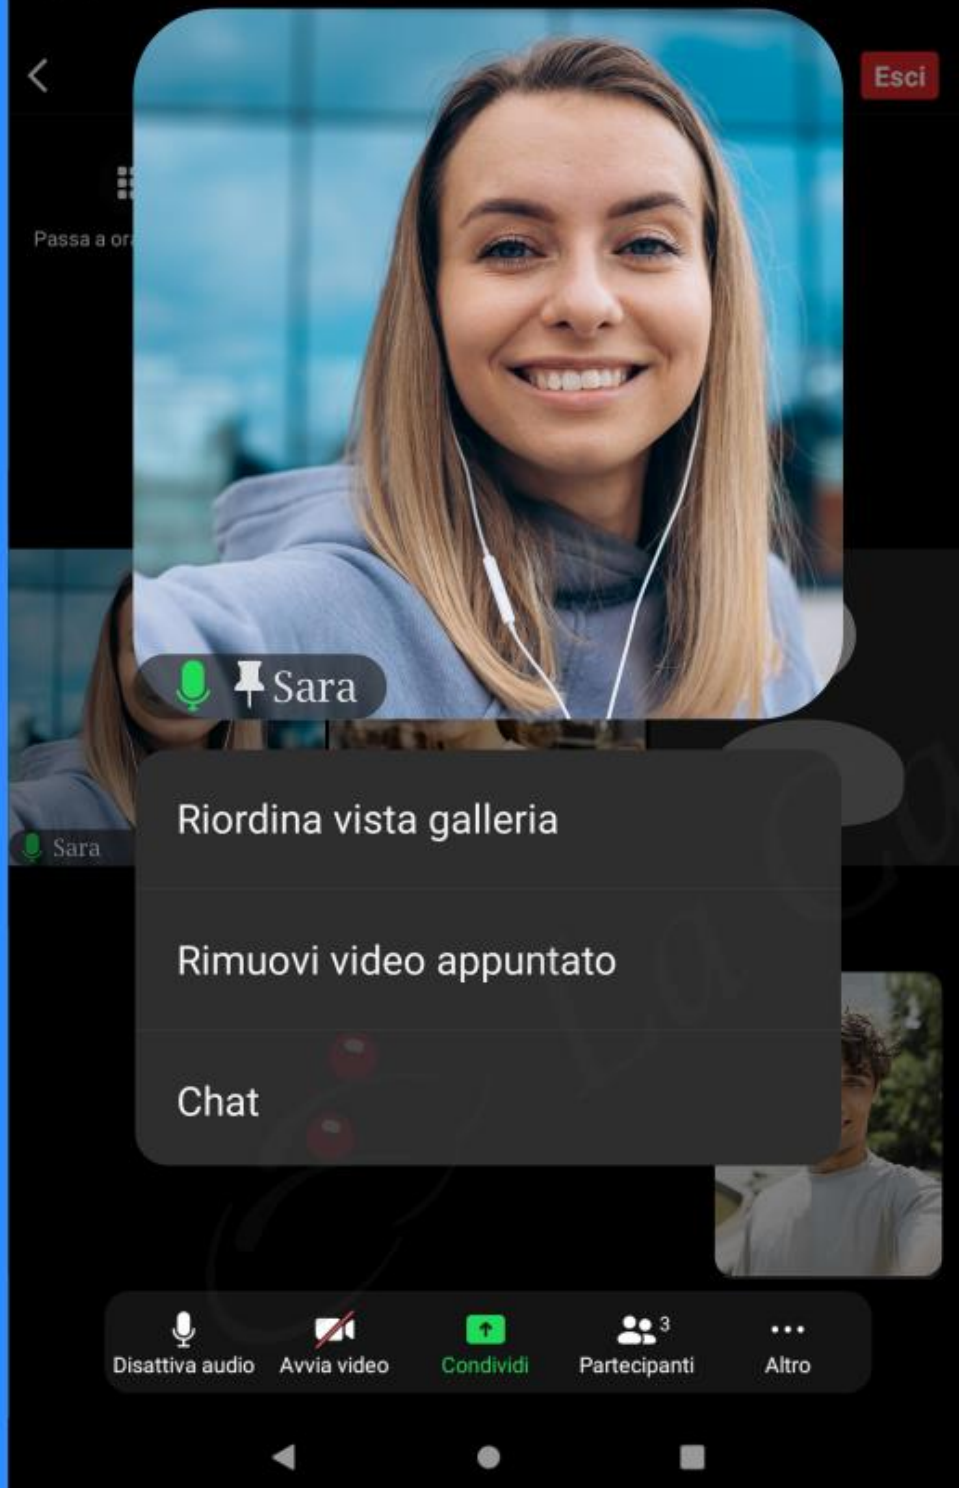 Esci
Passa a ora
Sara
Riordina vista galleria
Sara
Rimuovi video appuntato
Chat
Disattiva audio
Avvia video
Condividi
3
Partecipanti
Altro